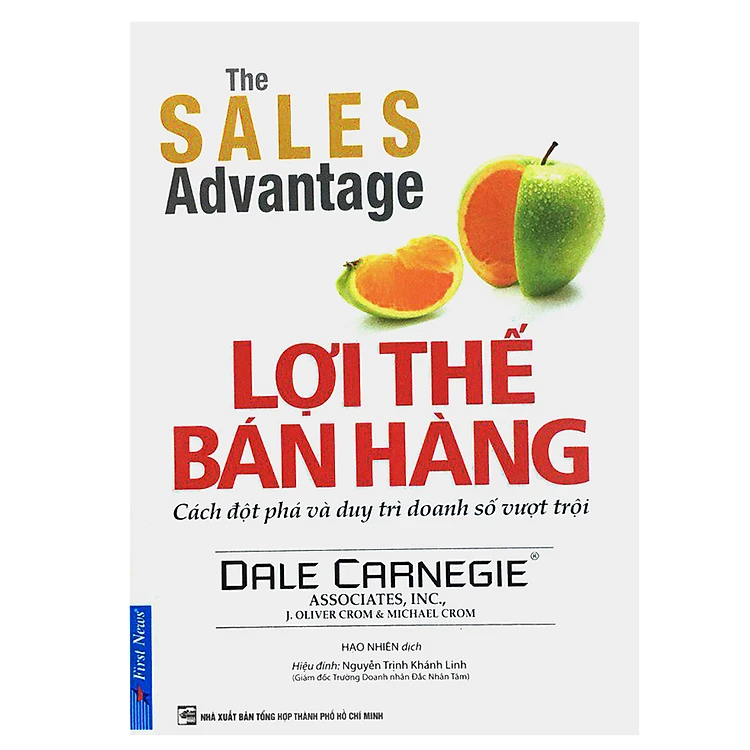 The
SALES
Advantage
LỢI THẾ
BÁN HÀNG
Cách đột phá và duy trì doanh số vượt trội
DALE CARNEGIE®
ASSOCIATES, INC.,
J. OLIVER CROM & MICHAEL CROM
HẠO NHIÊN dịch
Hiệu đính: Nguyễn Trịnh Khánh Linh
(Giám đốc Trường Doanh nhân Đắc Nhân Tâm)
First News
NHÀ XUẤT BẢN TỔNG HỢP THÀNH PHỐ HỒ CHÍ MINH